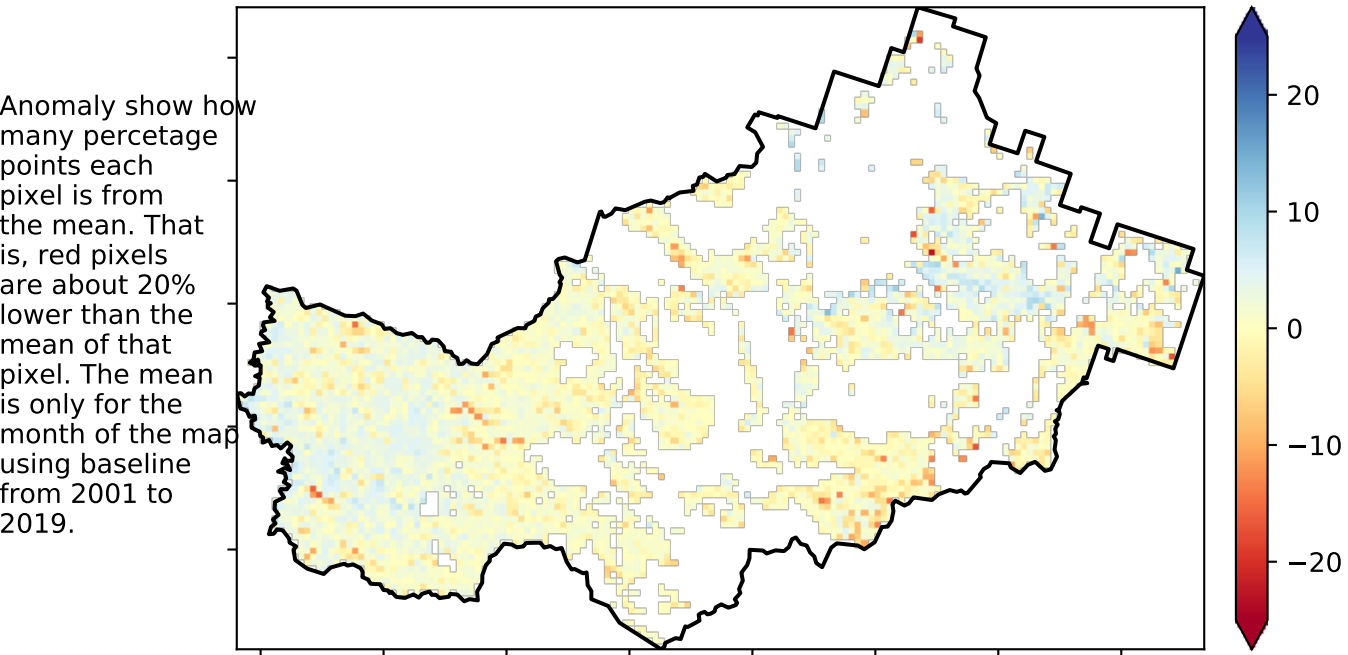 Anomaly show how
many percetage
points each
pixel is from
the mean. That
is, red pixels
are about 20%
lower than the
mean of that
pixel. The mean
is only for the
month of the map
using baseline
from 2001 to
2019.
20
10
0
−10
−20